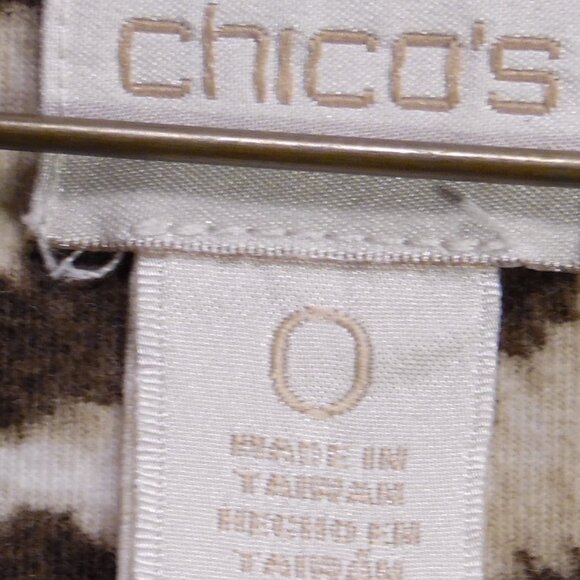 chico's
0
MADE IN
TAIWAN
HECHO EN
TAIWÁN